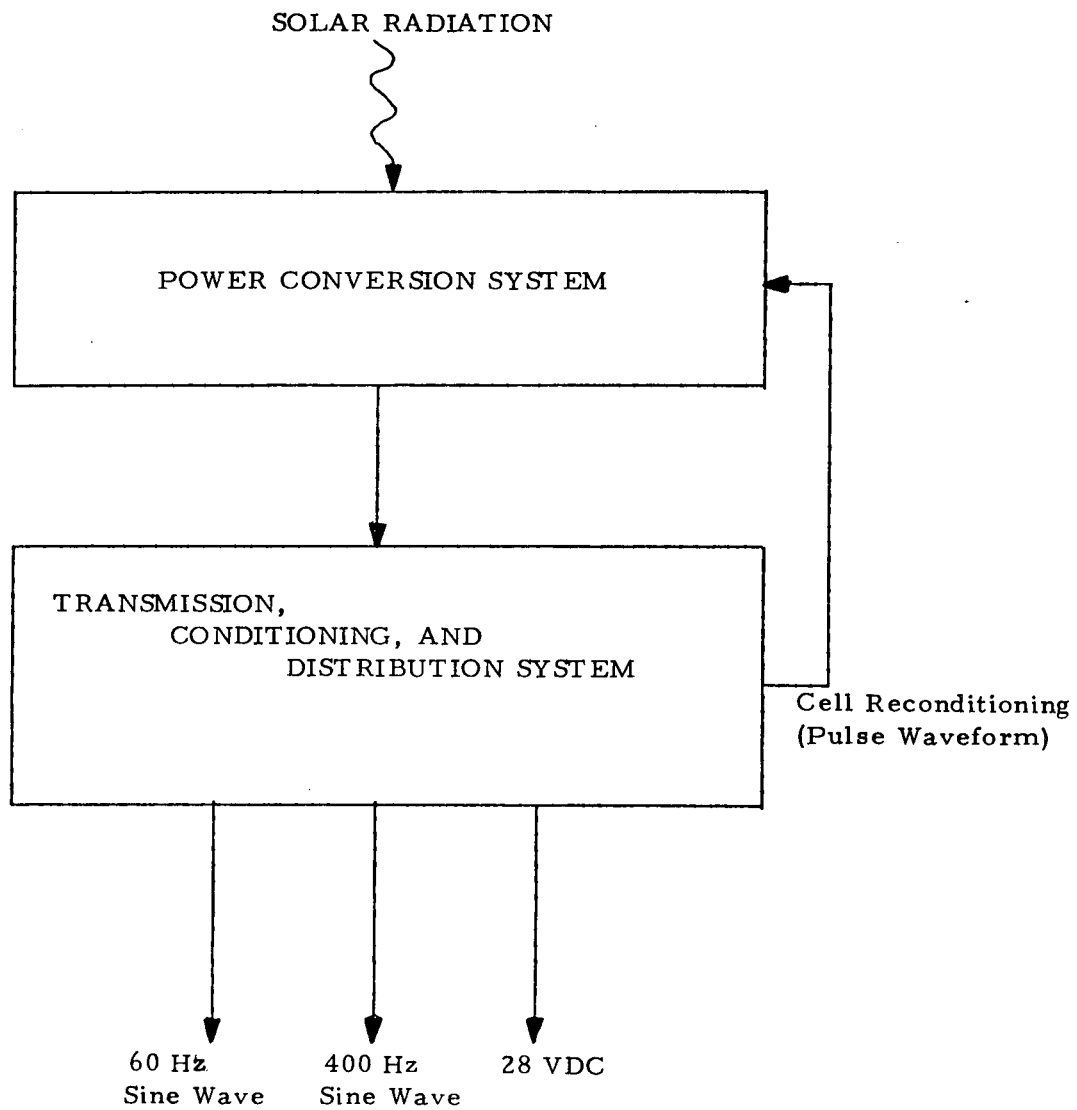 SOLAR RADIATION
POWER CONVERSION SYSTEM
TRANSMISSION,
CONDITIONING, AND
DISTRIBUTION SYSTEM
Cell Reconditioning
(Pulse Waveform)
60 Hz
Sine Wave
400 Hz
Sine Wave
28 VDC